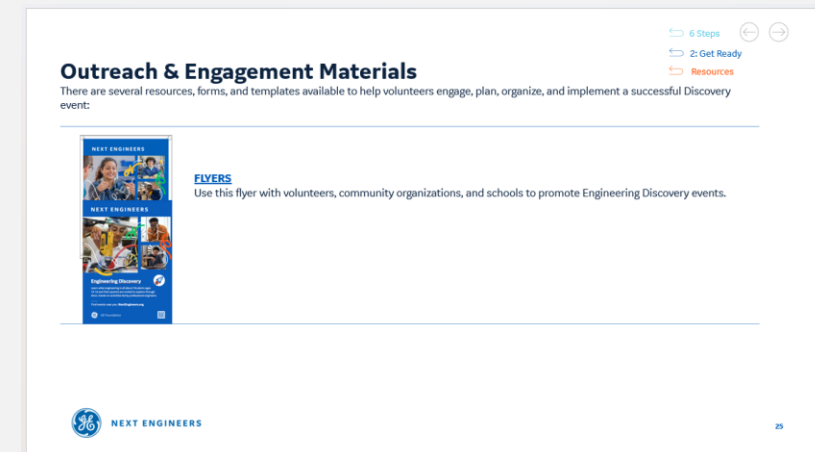 6 Steps
2: Get Ready
Resources
Outreach & Engagement Materials
There are several resources, forms, and templates available to help volunteers engage, plan, organize, and implement a successful Discovery
event:
NEXT ENGINEERS
NEXT ENGINEERS
Engineering Discovery
FLYERS
Use this flyer with volunteers, community organizations, and schools to promote Engineering Discovery events.
NEXT ENGINEERS
25